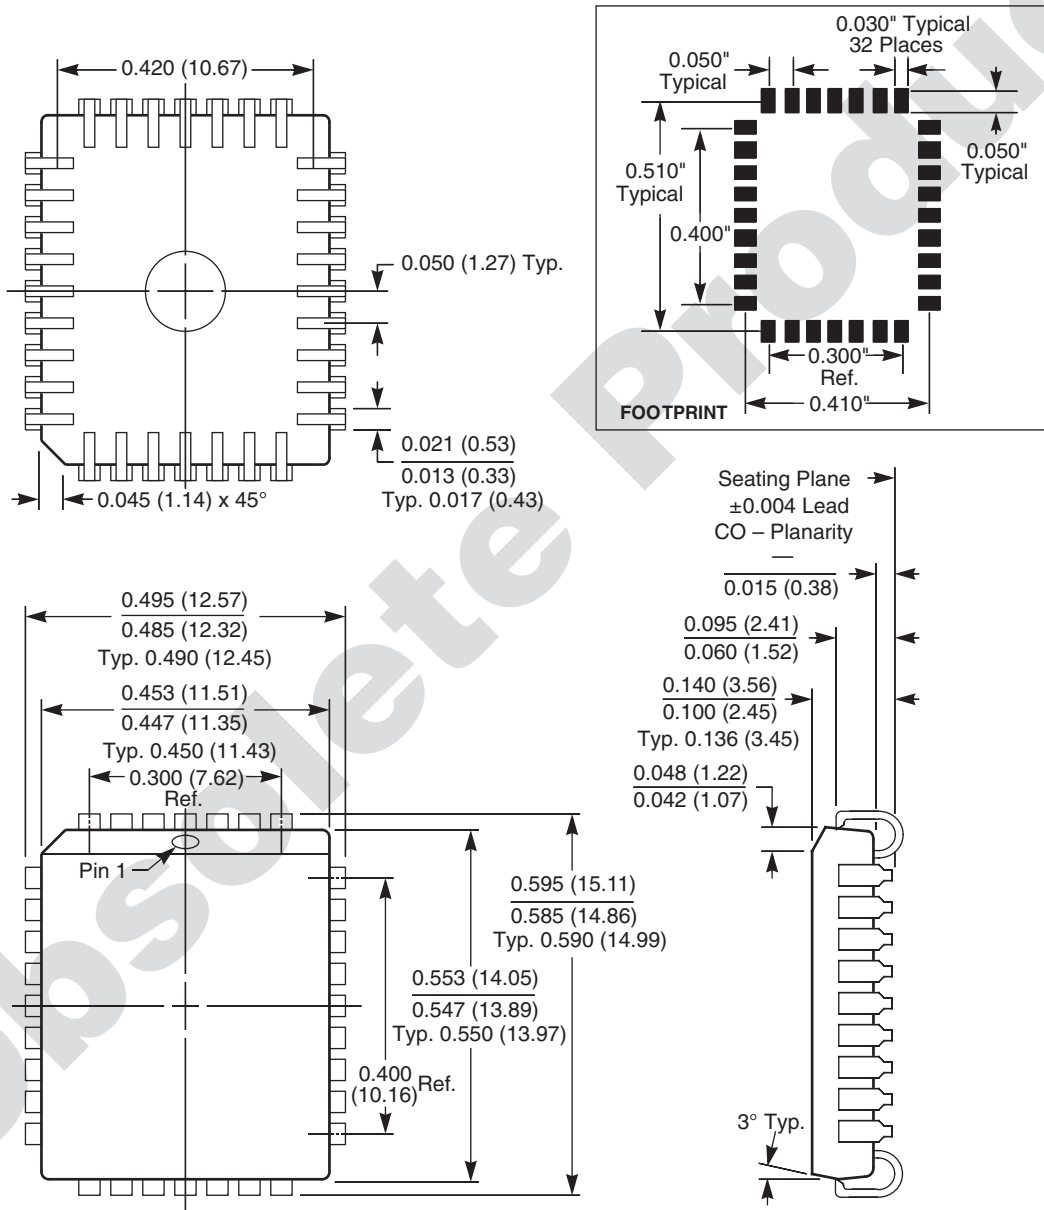 0.420 (10.67)
0.050 (1.27) Typ.
0.021 (0.53)
0.013 (0.33)
Typ. 0.017 (0.43)
0.045 (1.14) x 45°
0.030" Typical
32 Places
0.050"
Typical
0.050"
Typical
0.510"
Typical
0.400"
0.300"
Ref.
0.410"
FOOTPRINT
Seating Plane
±0.004 Lead
CO – Planarity
—
0.015 (0.38)
0.095 (2.41)
0.060 (1.52)
0.140 (3.56)
0.100 (2.45)
Typ. 0.136 (3.45)
0.048 (1.22)
0.042 (1.07)
3° Typ.
0.495 (12.57)
0.485 (12.32)
Typ. 0.490 (12.45)
0.453 (11.51)
0.447 (11.35)
Typ. 0.450 (11.43)
0.300 (7.62)
Ref.
Pin 1
0.595 (15.11)
0.585 (14.86)
Typ. 0.590 (14.99)
0.553 (14.05)
0.547 (13.89)
Typ. 0.550 (13.97)
0.400
(10.16) Ref.
obsolete Produc